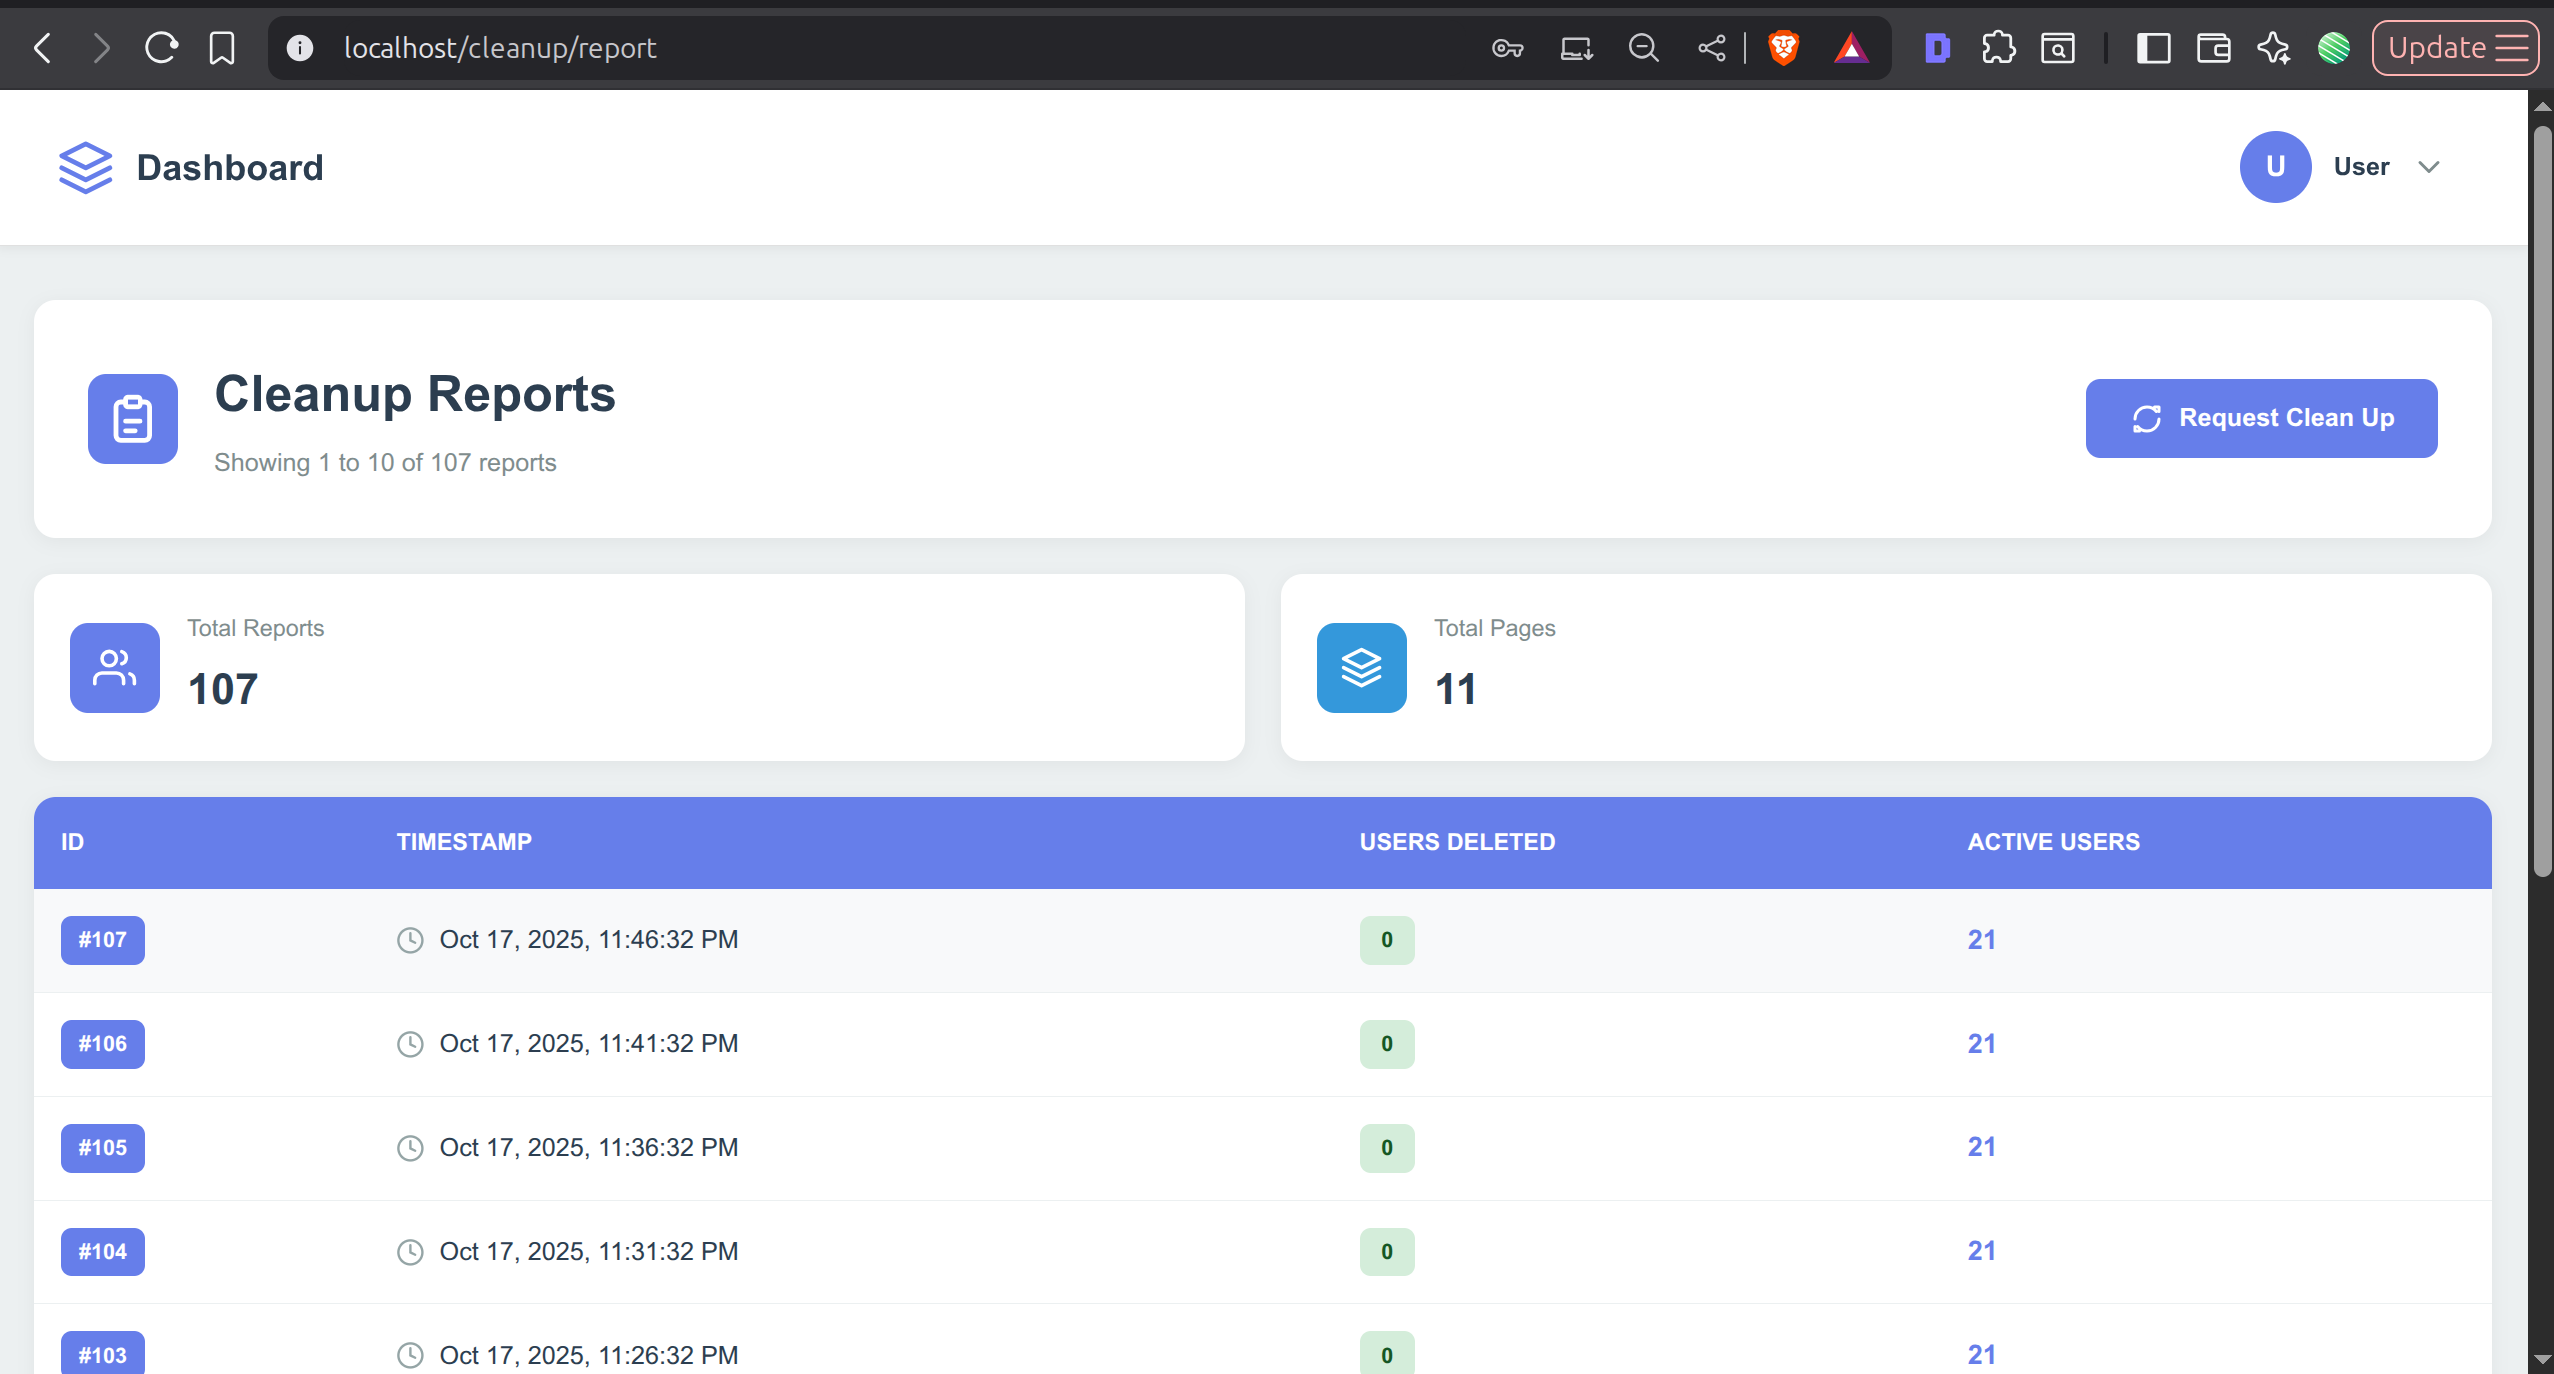 localhost/cleanup/report
Update
Dashboard
U User
Cleanup Reports
Showing 1 to 10 of 107 reports
Request Clean Up
Total Reports
107
Total Pages
11
ID TIMESTAMP USERS DELETED ACTIVE USERS
#107 Oct 17, 2025, 11:46:32 PM 0 21
#106 Oct 17, 2025, 11:41:32 PM 0 21
#105 Oct 17, 2025, 11:36:32 PM 0 21
#104 Oct 17, 2025, 11:31:32 PM 0 21
#103 Oct 17, 2025, 11:26:32 PM 0 21